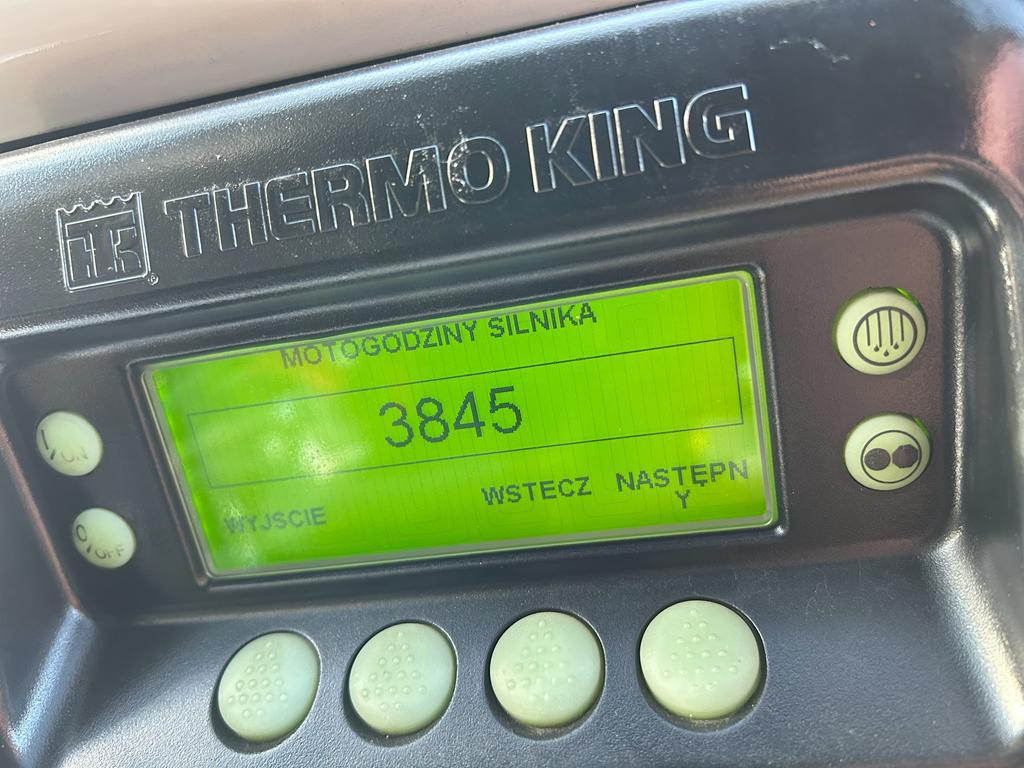 THERMO KING
MOTOGODZINY SILNIKA
3845
WYJSCIE WSTECZ NASTĘPN
Y
I/ON
O/OFF